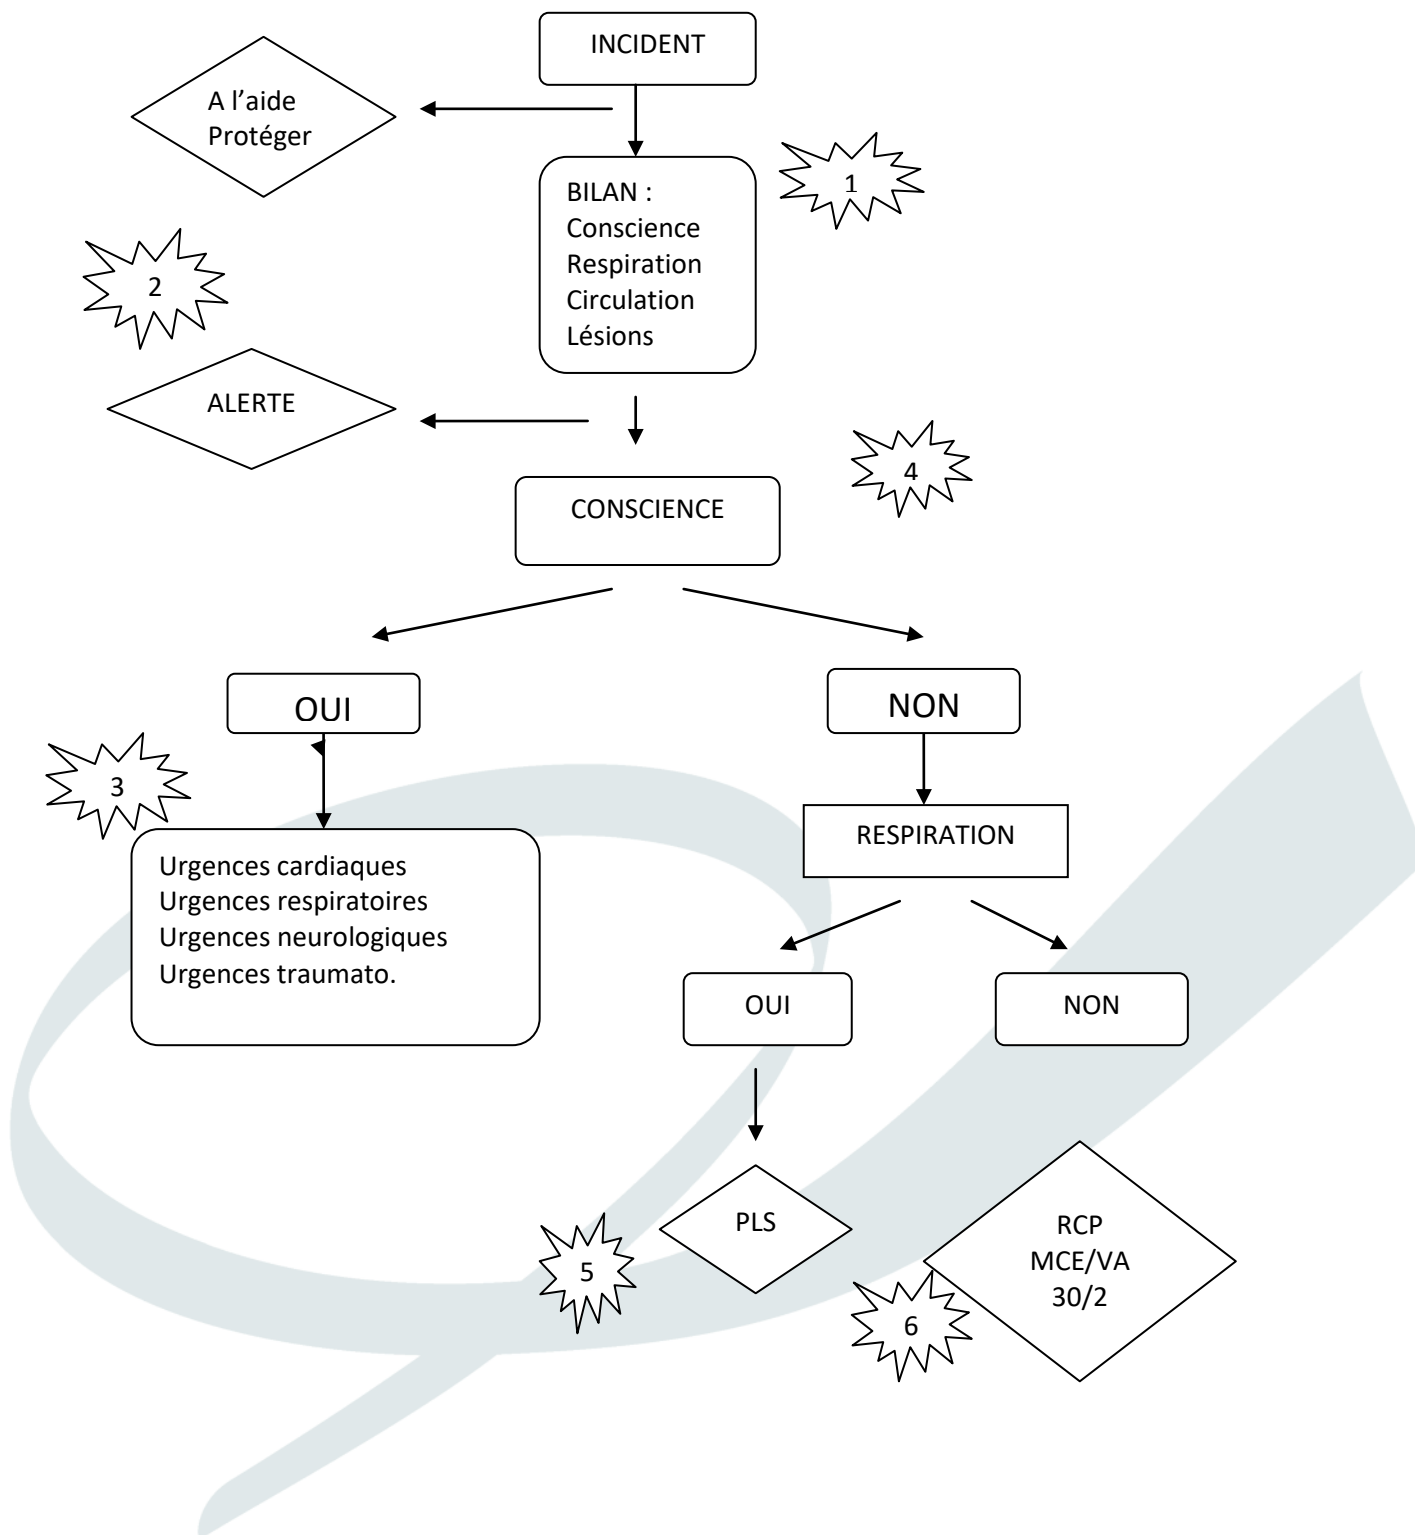 INCIDENT
A l'aide
Protéger
1
BILAN :
Conscience
Respiration
Circulation
Lésions
2
ALERTE
4
CONSCIENCE
OUI
NON
3
RESPIRATION
Urgences cardiaques
Urgences respiratoires
Urgences neurologiques
Urgences traumato.
OUI
NON
PLS
RCP
MCE/VA
30/2
5
6